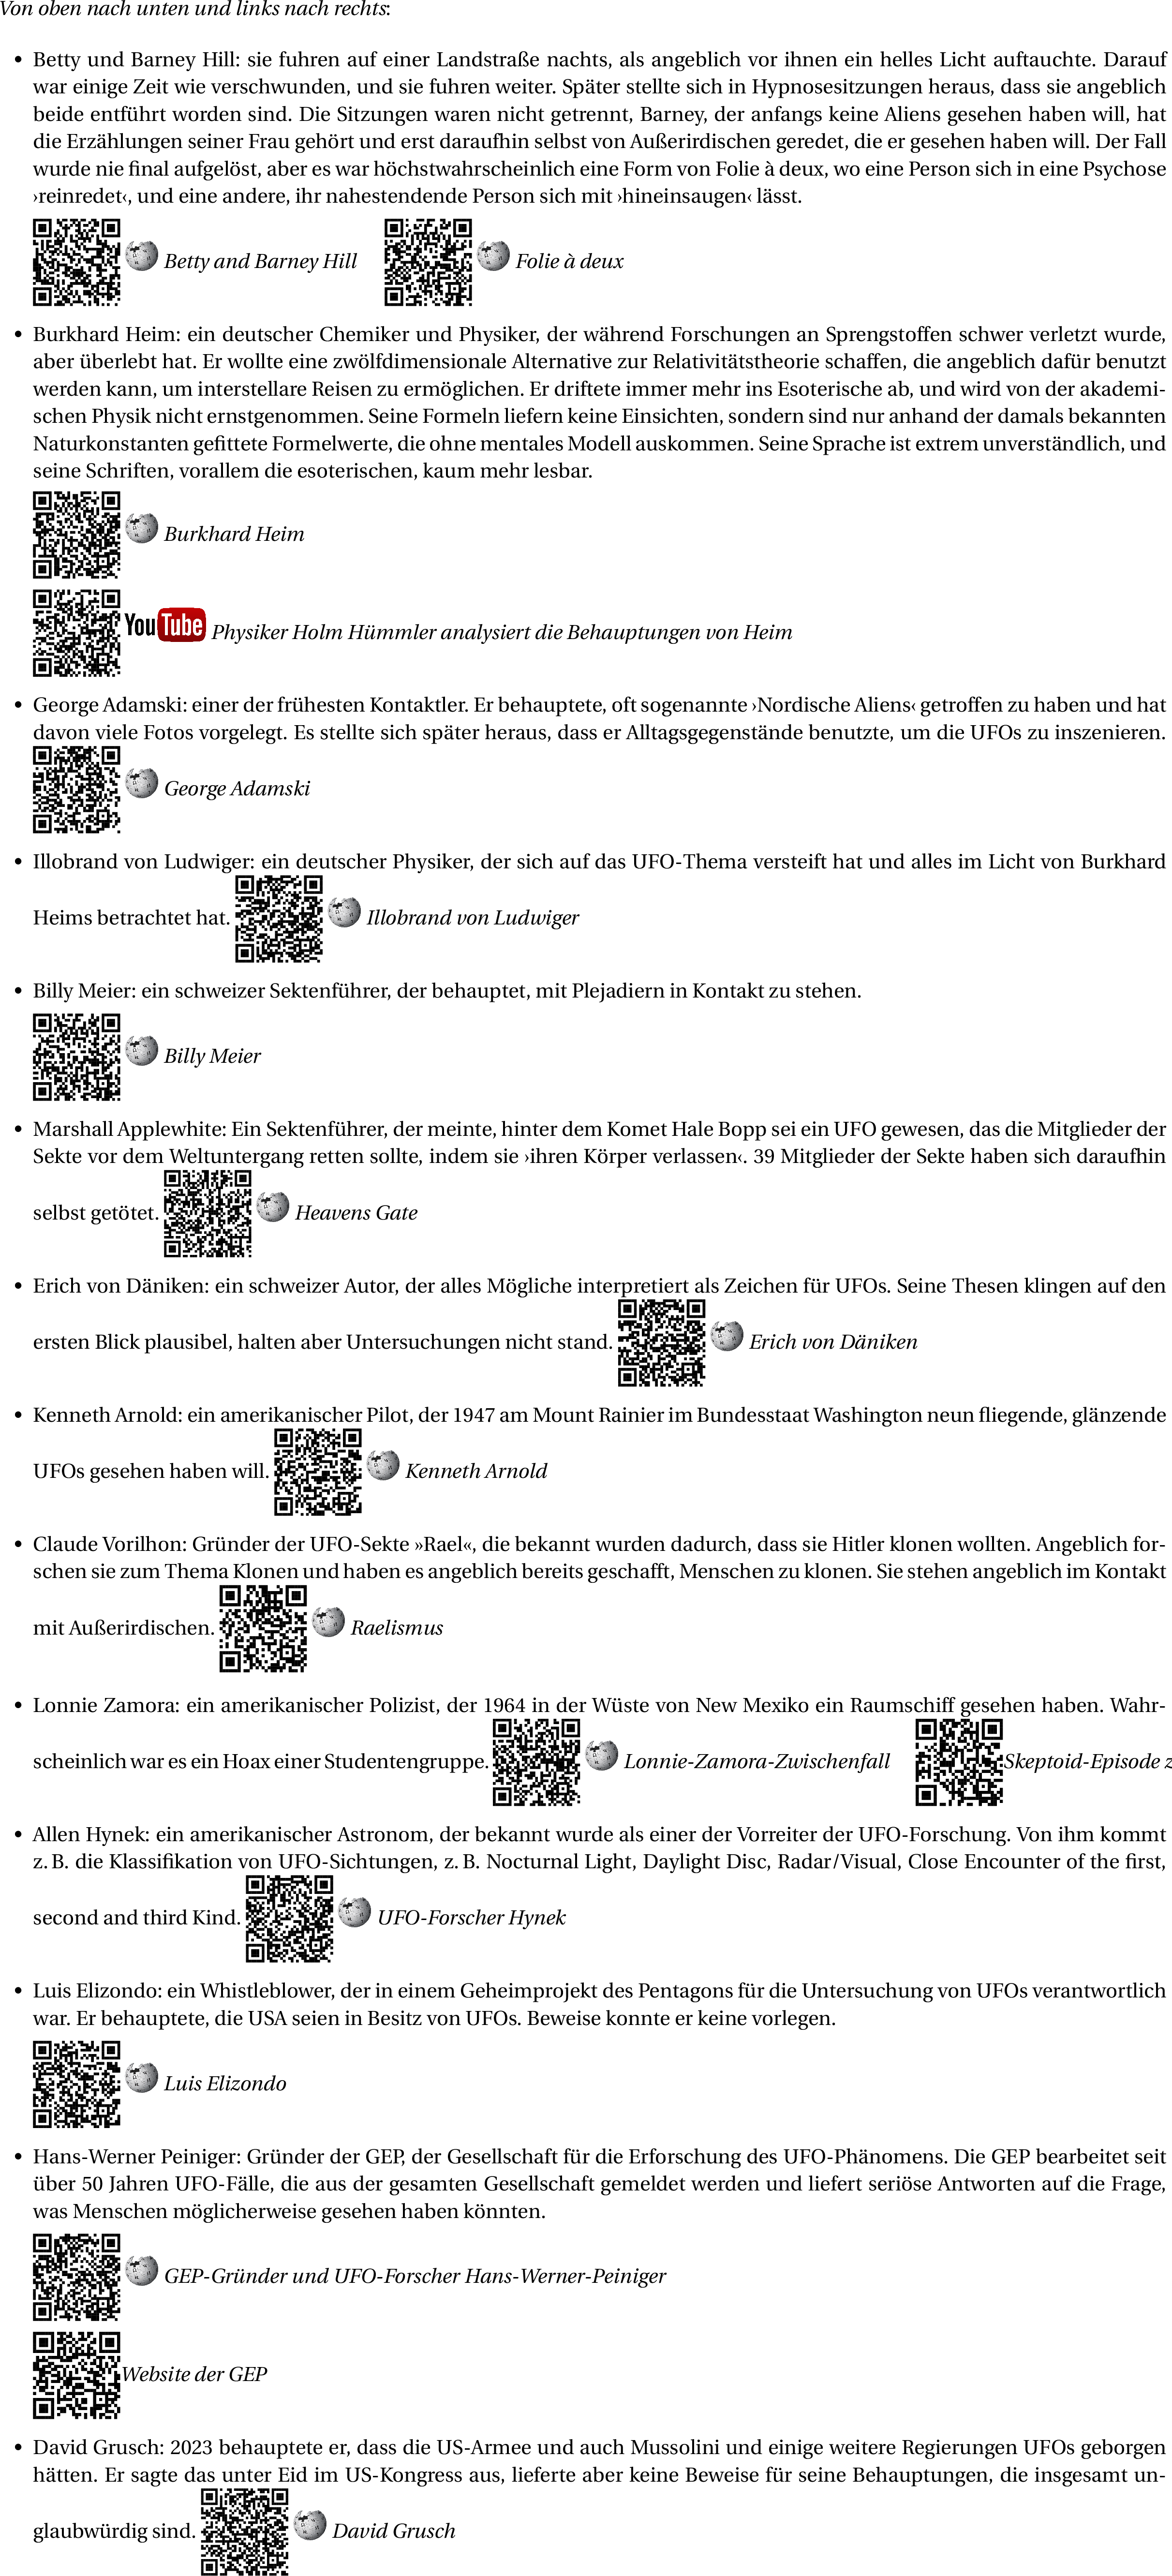 Von oben nach unten und links nach rechts:
• Betty und Barney Hill: sie fuhren auf einer Landstraße nachts, als angeblich vor ihnen ein helles Licht auftauchte. Darauf
war einige Zeit wie verschwunden, und sie fuhren weiter. Später stellte sich in Hypnosesitzungen heraus, dass sie angeblich
beide entführt worden sind. Die Sitzungen waren nicht getrennt, Barney, der anfangs keine Aliens gesehen haben will, hat
die Erzählungen seiner Frau gehört und erst daraufhin selbst von Außerirdischen geredet, die er gesehen haben will. Der Fall
wurde nie final aufgelöst, aber es war höchstwahrscheinlich eine Form von Folie à deux, wo eine Person sich in eine Psychose
›reinredet‹, und eine andere, ihr nahestendende Person sich mit ›hineinsaugen‹ lässt.
Betty and Barney Hill Folie à deux
• Burkhard Heim: ein deutscher Chemiker und Physiker, der während Forschungen an Sprengstoffen schwer verletzt wurde,
aber überlebt hat. Er wollte eine zwölfdimensionale Alternative zur Relativitätstheorie schaffen, die angeblich dafür benutzt
werden kann, um interstellare Reisen zu ermöglichen. Er driftete immer mehr ins Esoterische ab, und wird von der akademi-
schen Physik nicht ernstgenommen. Seine Formeln liefern keine Einsichten, sondern sind nur anhand der damals bekannten
Naturkonstanten gefittete Formelwerte, die ohne mentales Modell auskommen. Seine Sprache ist extrem unverständlich, und
seine Schriften, vorallem die esoterischen, kaum mehr lesbar.
Burkhard Heim
YouTube Physiker Holm Hümmler analysiert die Behauptungen von Heim
• George Adamski: einer der frühesten Kontaktler. Er behauptete, oft sogenannte ›Nordische Aliens‹ getroffen zu haben und hat
davon viele Fotos vorgelegt. Es stellte sich später heraus, dass er Alltagsgegenstände benutzte, um die UFOs zu inszenieren.
George Adamski
• Illobrand von Ludwiger: ein deutscher Physiker, der sich auf das UFO-Thema versteift hat und alles im Licht von Burkhard
Heims betrachtet hat. Illobrand von Ludwiger
• Billy Meier: ein schweizer Sektenführer, der behauptet, mit Plejadiern in Kontakt zu stehen.
Billy Meier
• Marshall Applewhite: Ein Sektenführer, der meinte, hinter dem Komet Hale Bopp sei ein UFO gewesen, das die Mitglieder der
Sekte vor dem Weltuntergang retten sollte, indem sie ›ihren Körper verlassen‹. 39 Mitglieder der Sekte haben sich daraufhin
selbst getötet. Heavens Gate
• Erich von Däniken: ein schweizer Autor, der alles Mögliche interpretiert als Zeichen für UFOs. Seine Thesen klingen auf den
ersten Blick plausibel, halten aber Untersuchungen nicht stand. Erich von Däniken
• Kenneth Arnold: ein amerikanischer Pilot, der 1947 am Mount Rainier im Bundesstaat Washington neun fliegende, glänzende
UFOs gesehen haben will. Kenneth Arnold
• Claude Vorilhon: Gründer der UFO-Sekte »Rael«, die bekannt wurden dadurch, dass sie Hitler klonen wollten. Angeblich for-
schen sie zum Thema Klonen und haben es angeblich bereits geschafft, Menschen zu klonen. Sie stehen angeblich im Kontakt
mit Außerirdischen. Raelismus
• Lonnie Zamora: ein amerikanischer Polizist, der 1964 in der Wüste von New Mexiko ein Raumschiff gesehen haben. Wahr-
scheinlich war es ein Hoax einer Studentengruppe. Lonnie-Zamora-Zwischenfall Skeptoid-Episode z
• Allen Hynek: ein amerikanischer Astronom, der bekannt wurde als einer der Vorreiter der UFO-Forschung. Von ihm kommt
z. B. die Klassifikation von UFO-Sichtungen, z. B. Nocturnal Light, Daylight Disc, Radar/Visual, Close Encounter of the first,
second and third Kind. UFO-Forscher Hynek
• Luis Elizondo: ein Whistleblower, der in einem Geheimprojekt des Pentagons für die Untersuchung von UFOs verantwortlich
war. Er behauptete, die USA seien in Besitz von UFOs. Beweise konnte er keine vorlegen.
Luis Elizondo
• Hans-Werner Peiniger: Gründer der GEP, der Gesellschaft für die Erforschung des UFO-Phänomens. Die GEP bearbeitet seit
über 50 Jahren UFO-Fälle, die aus der gesamten Gesellschaft gemeldet werden und liefert seriöse Antworten auf die Frage,
was Menschen möglicherweise gesehen haben könnten.
GEP-Gründer und UFO-Forscher Hans-Werner-Peiniger
Website der GEP
• David Grusch: 2023 behauptete er, dass die US-Armee und auch Mussolini und einige weitere Regierungen UFOs geborgen
hätten. Er sagte das unter Eid im US-Kongress aus, lieferte aber keine Beweise für seine Behauptungen, die insgesamt un-
glaubwürdig sind. David Grusch